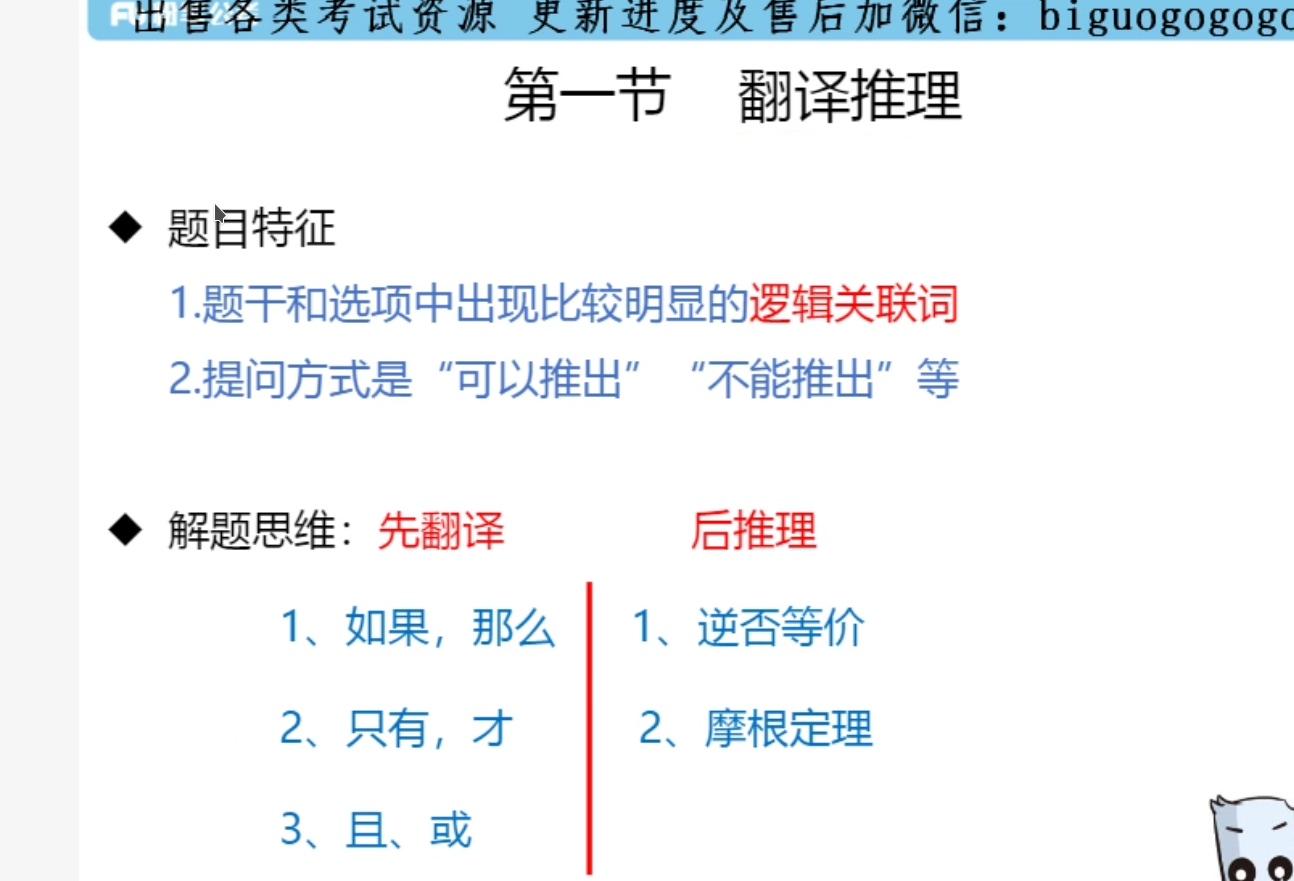 出售各类考试资源 更新进度及售后加微信：biguogogogo
第一节 翻译推理
◆ 题目特征
1.题干和选项中出现比较明显的逻辑关联词
2.提问方式是“可以推出” “不能推出”等
◆ 解题思维：先翻译 后推理
1、如果，那么 1、逆否等价
2、只有，才 2、摩根定理
3、且、或